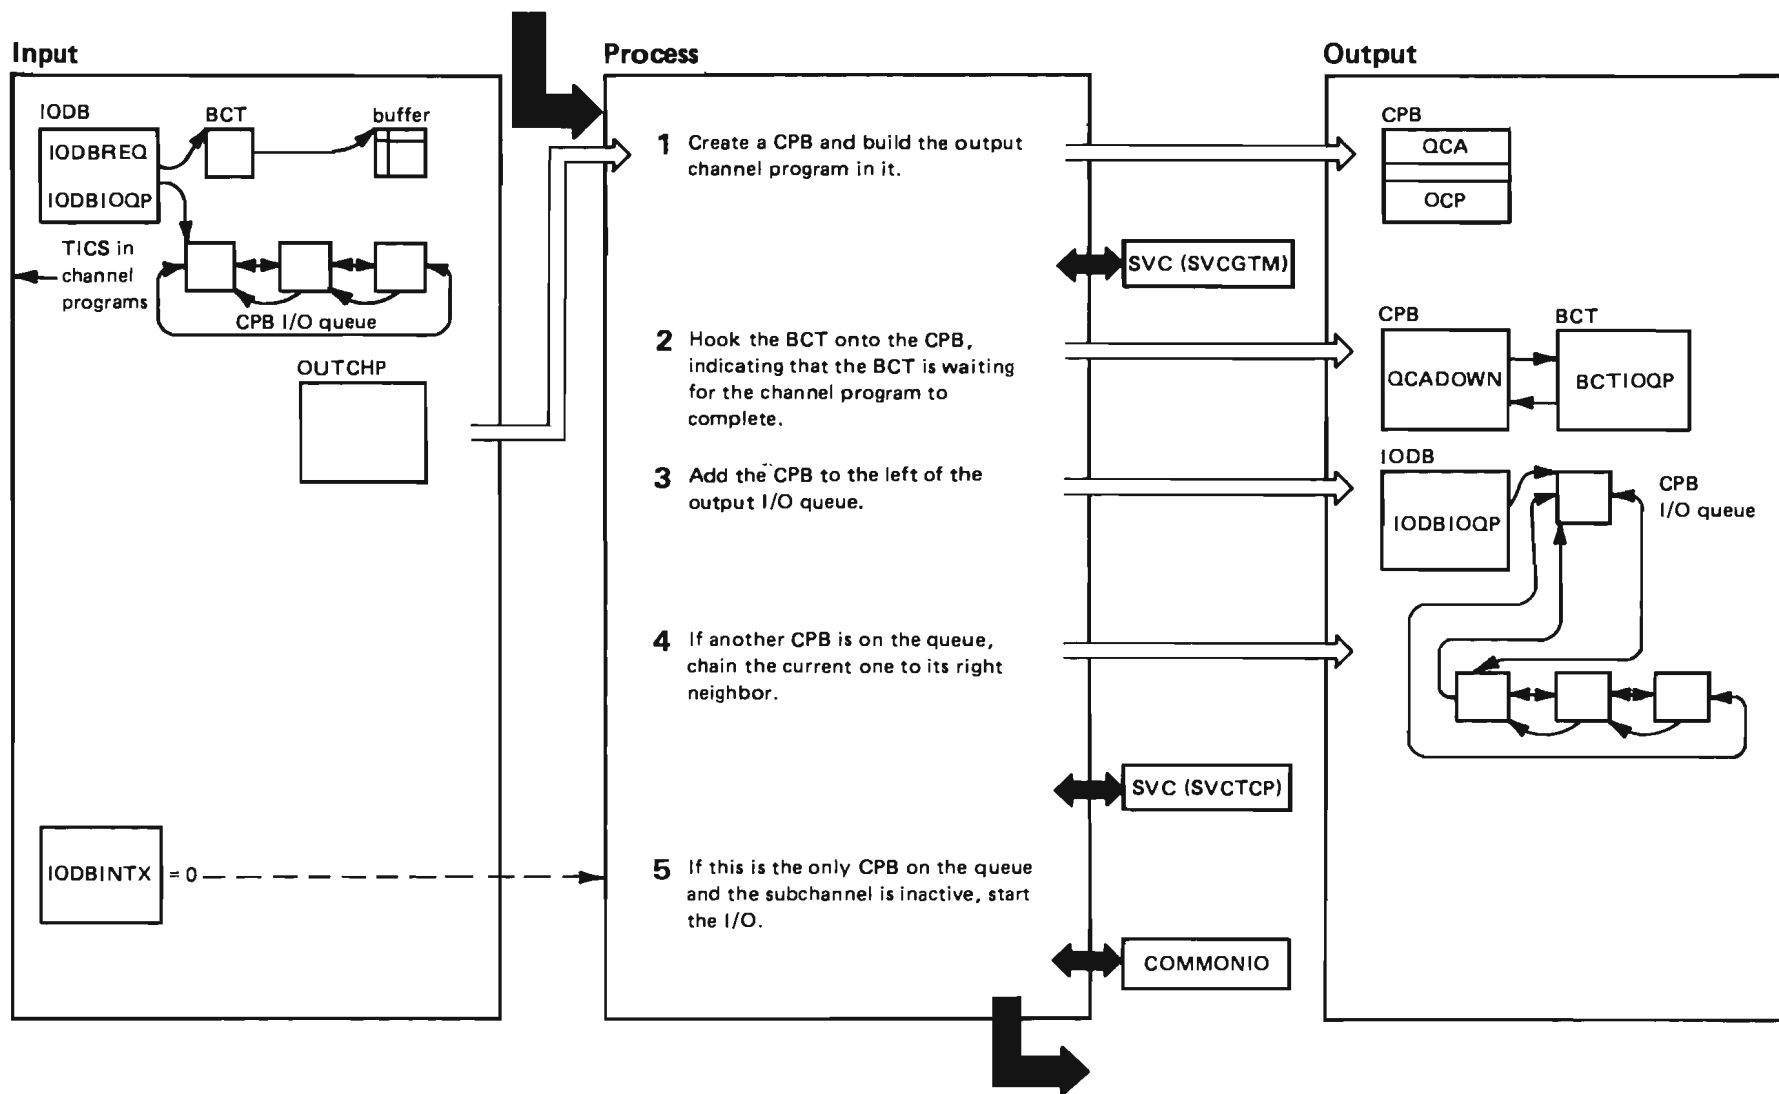 Input
IODB
BCT
buffer
IODBREQ
IODBIOQP
TICS in
channel
programs
CPB I/O queue
OUTCHP
IODBINTX
= 0
Process
1 Create a CPB and build the output
channel program in it.
SVC (SVCGTM)
2 Hook the BCT onto the CPB,
indicating that the BCT is waiting
for the channel program to
complete.
3 Add the CPB to the left of the
output I/O queue.
4 If another CPB is on the queue,
chain the current one to its right
neighbor.
SVC (SVCTCP)
5 If this is the only CPB on the queue
and the subchannel is inactive, start
the I/O.
COMMONIO
Output
CPB
QCA
OCP
CPB
BCT
QCADOWN
BCTIOQP
IODB
IODBIOQP
CPB
I/O queue